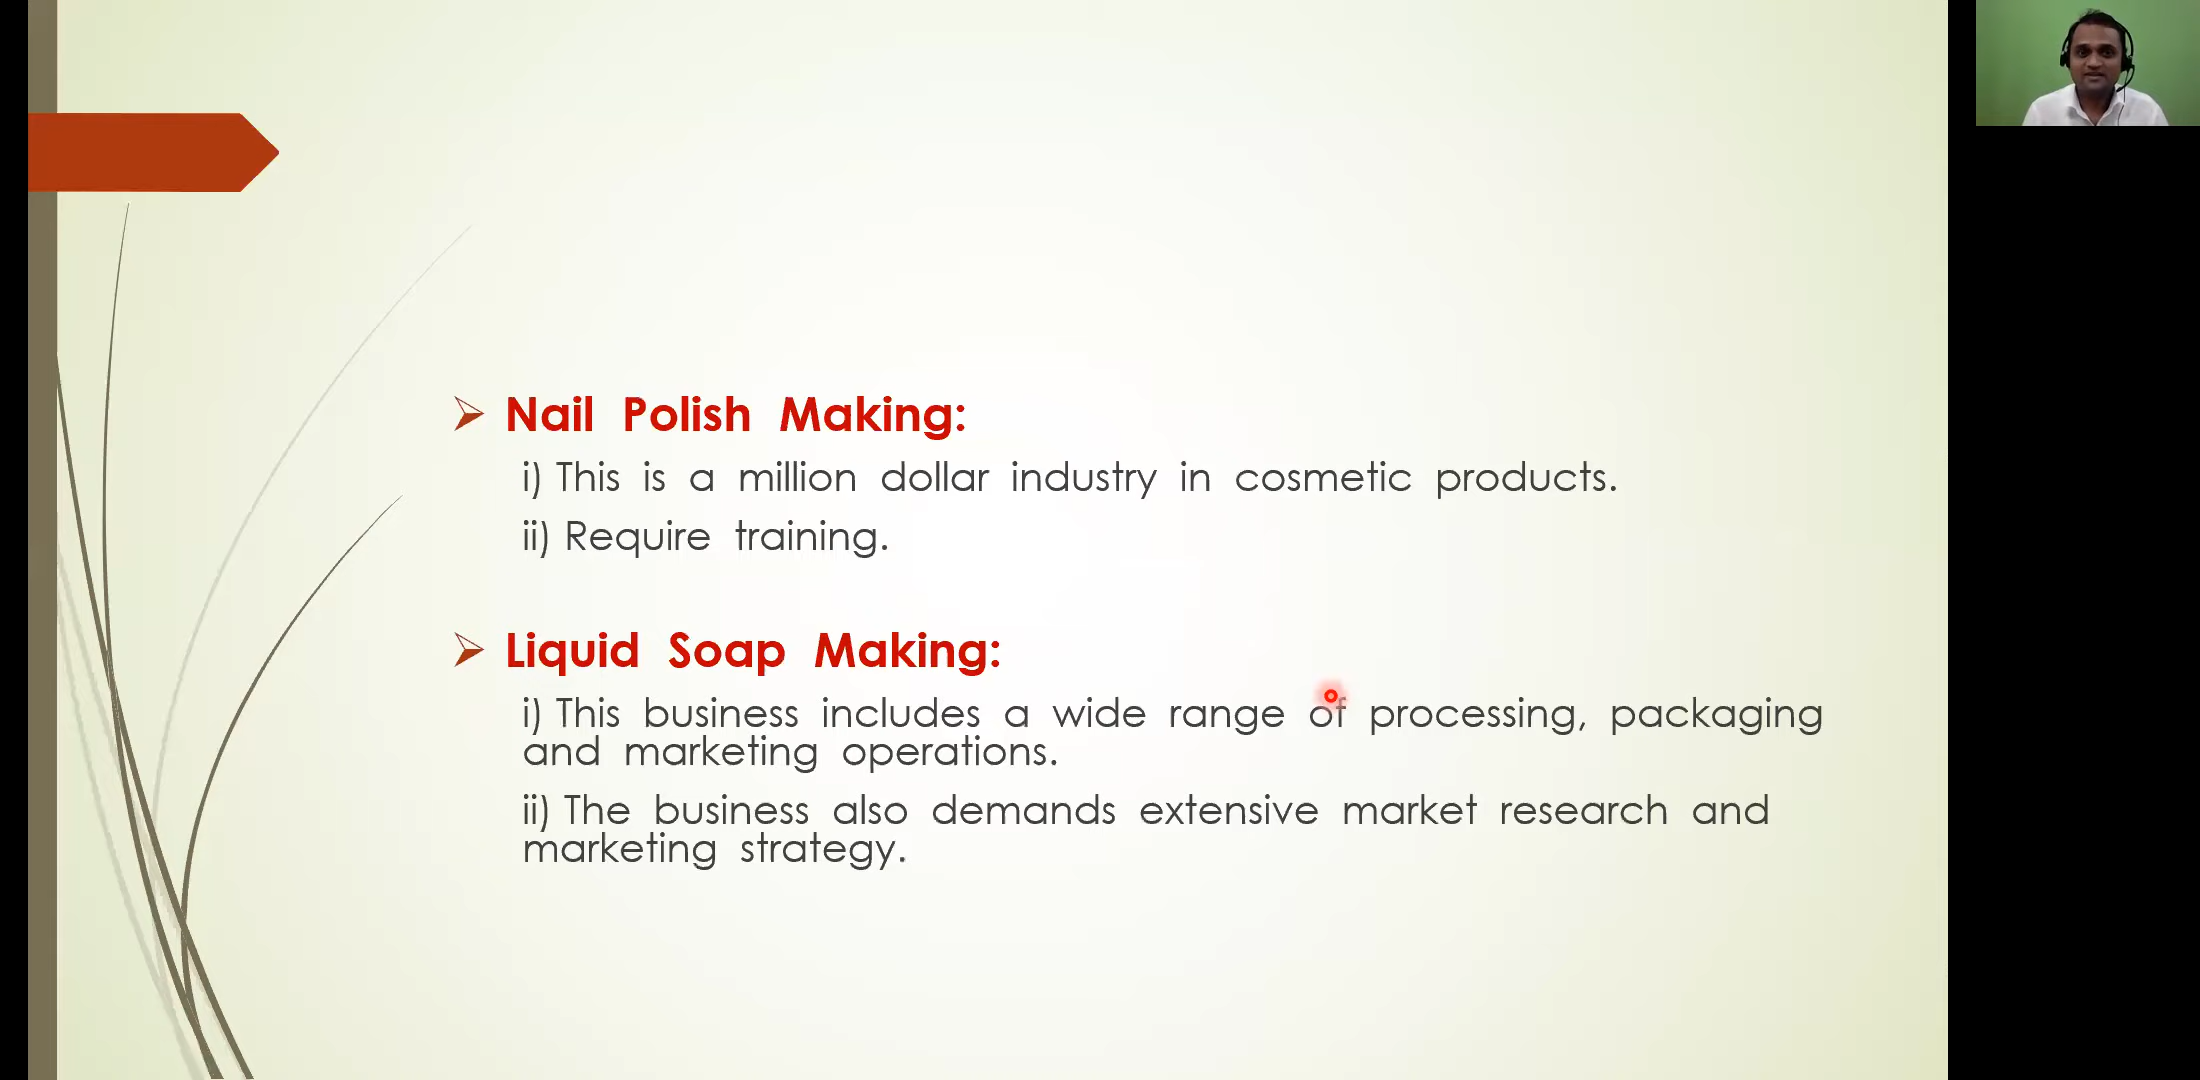 Nail Polish Making:
i) This is a million dollar industry in cosmetic products.
ii) Require training.
Liquid Soap Making:
i) This business includes a wide range of processing, packaging
and marketing operations.
ii) The business also demands extensive market research and
marketing strategy.